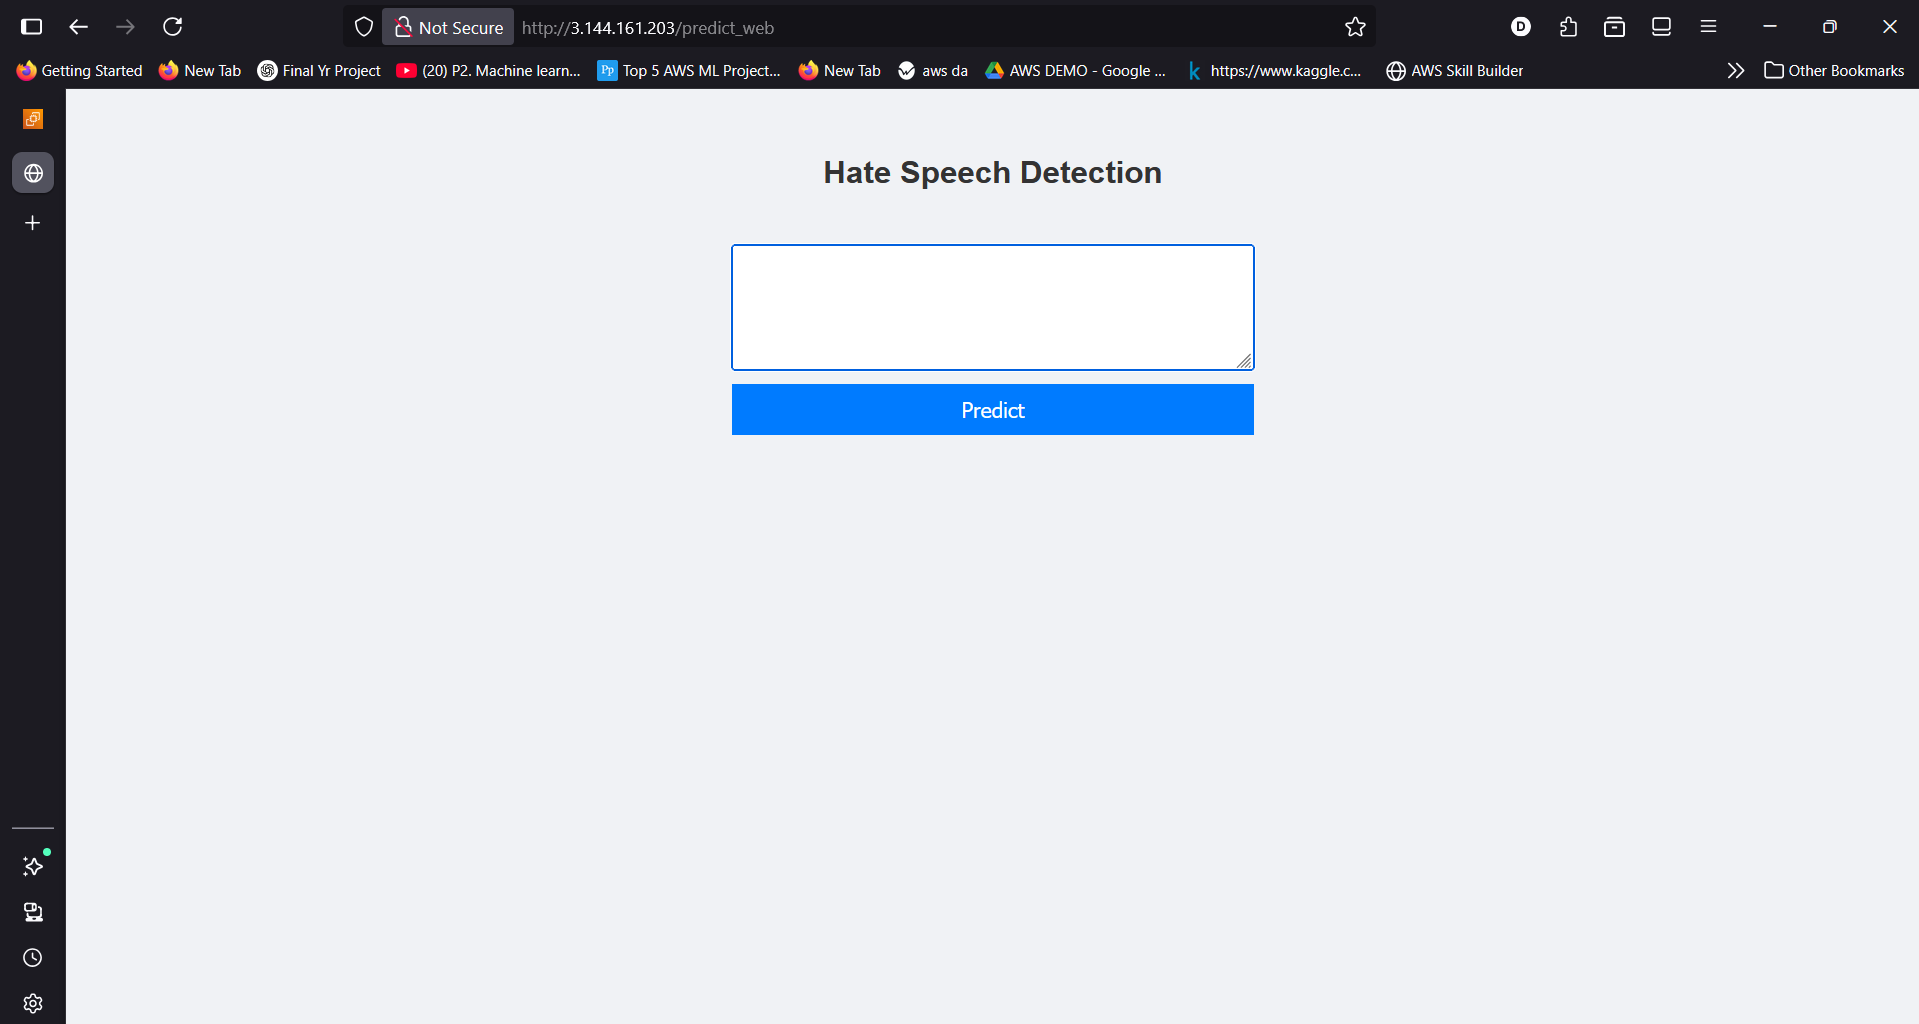 Not Secure http://3.144.161.203/predict_web D
Getting Started New Tab Final Yr Project (20) P2. Machine learn... Pp Top 5 AWS ML Project... New Tab aws da AWS DEMO - Google ... k https://www.kaggle.c... AWS Skill Builder Other Bookmarks
Hate Speech Detection
Predict